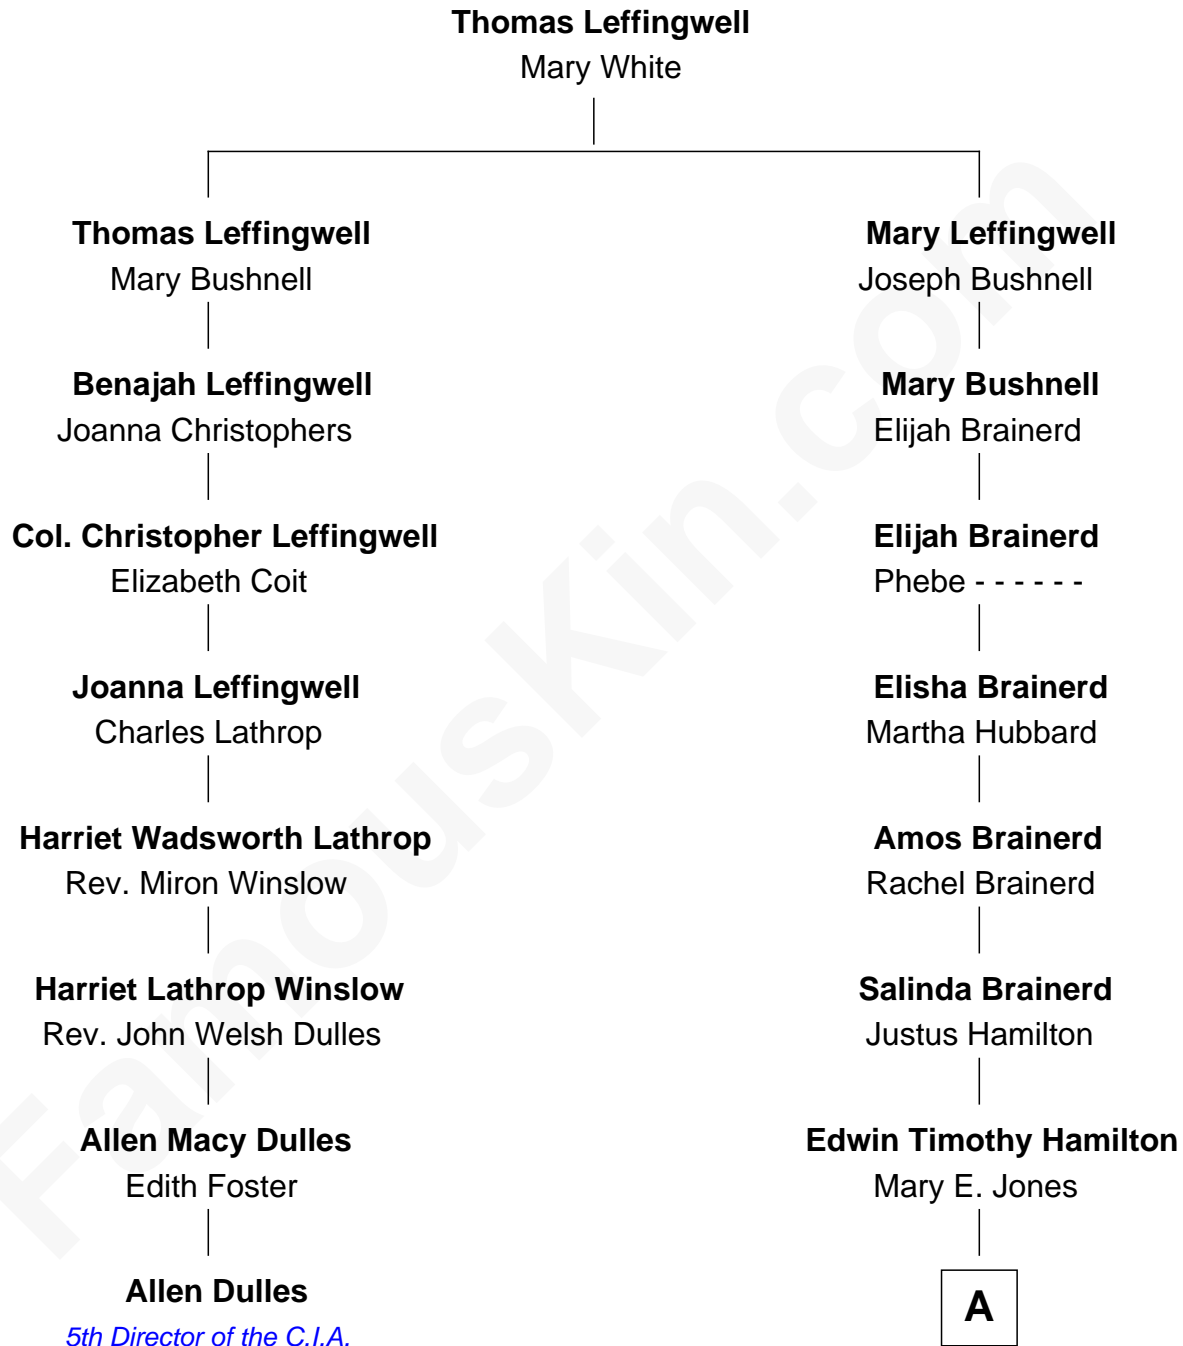 Thomas Leffingwell
Mary White
Thomas Leffingwell
Mary Bushnell
Mary Leffingwell
Joseph Bushnell
Benajah Leffingwell
Joanna Christophers
Mary Bushnell
Elijah Brainerd
Col. Christopher Leffingwell
Elizabeth Coit
Elijah Brainerd
Phebe - - - - - -
Joanna Leffingwell
Charles Lathrop
Elisha Brainerd
Martha Hubbard
Harriet Wadsworth Lathrop
Rev. Miron Winslow
Amos Brainerd
Rachel Brainerd
Harriet Lathrop Winslow
Rev. John Welsh Dulles
Salinda Brainerd
Justus Hamilton
Allen Macy Dulles
Edith Foster
Edwin Timothy Hamilton
Mary E. Jones
Allen Dulles
5th Director of the C.I.A.
A
FamousKin.com